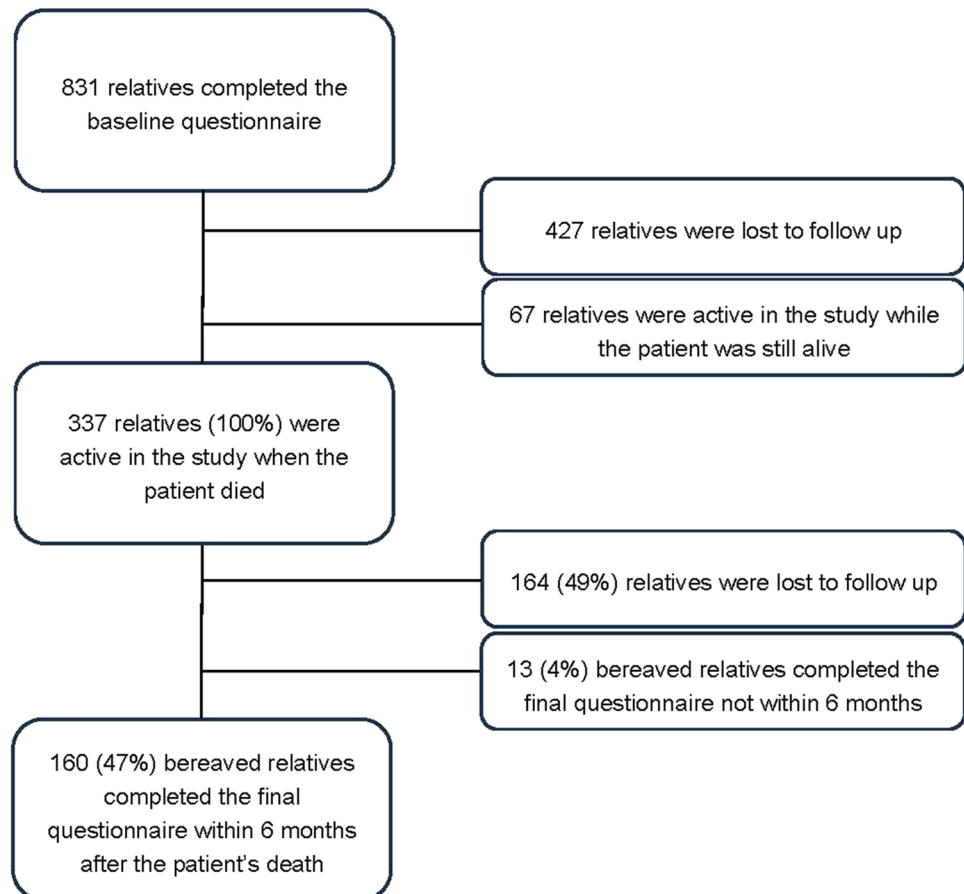 831 relatives completed the
baseline questionnaire
427 relatives were lost to follow up
67 relatives were active in the study while
the patient was still alive
337 relatives (100%) were
active in the study when the
patient died
164 (49%) relatives were lost to follow up
13 (4%) bereaved relatives completed the
final questionnaire not within 6 months
160 (47%) bereaved relatives
completed the final
questionnaire within 6 months
after the patient's death